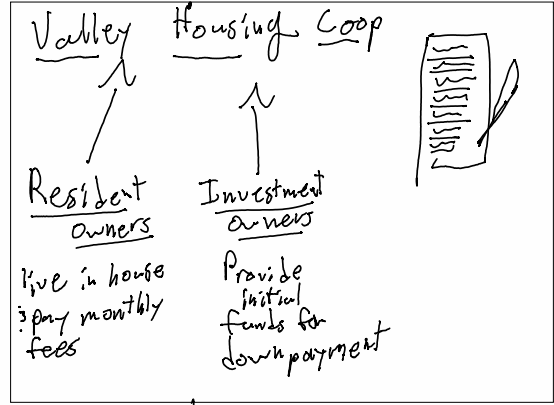 Valley Housing Coop
Resident
owners
live in house
& pay monthly
fees
Investment
owners
Provide
initial
funds for
downpayment